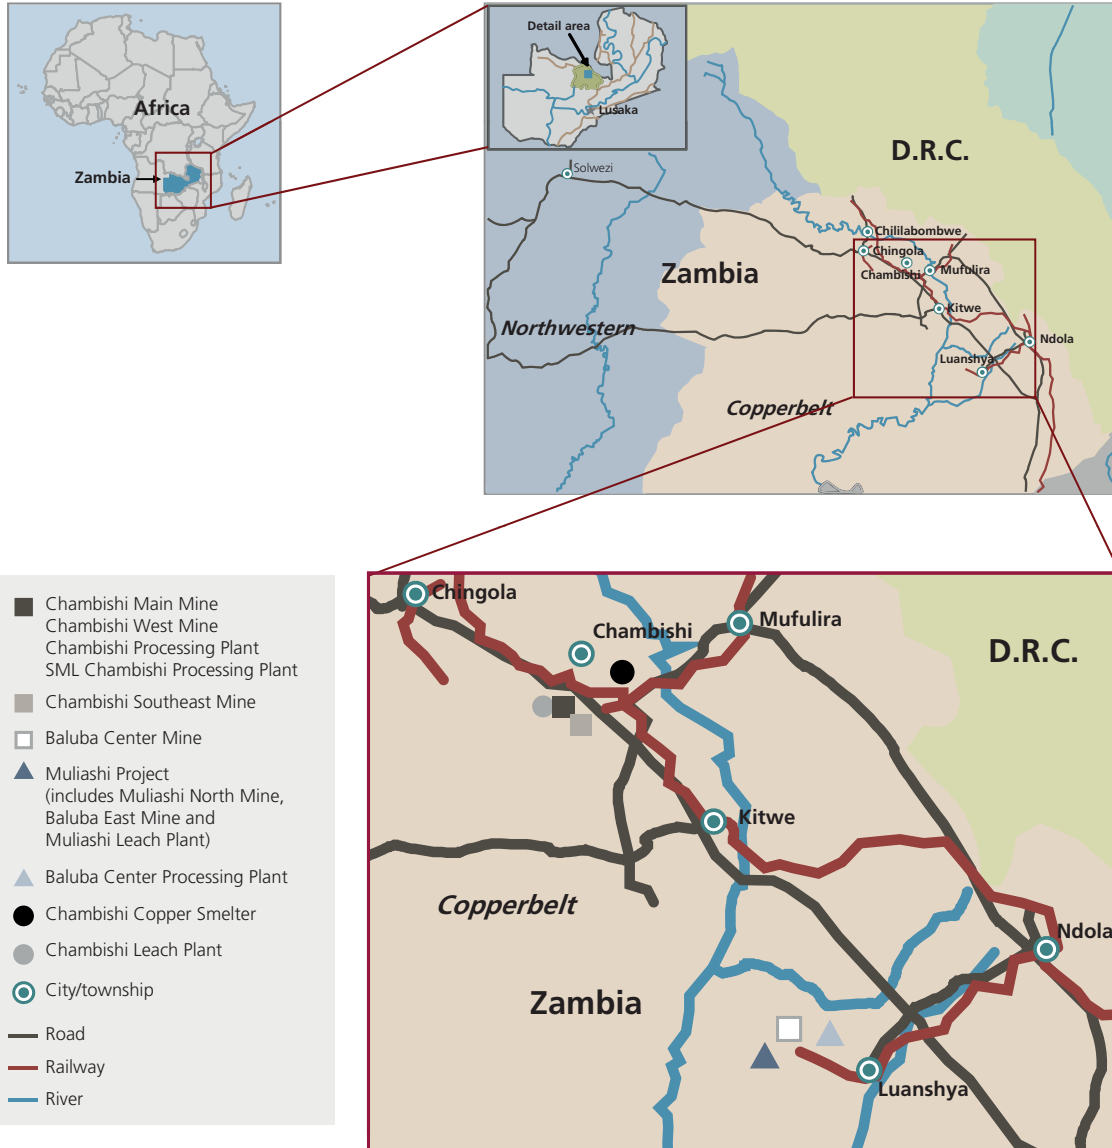 Africa
Zambia
Detail area
Lusaka
D.R.C.
Solwezi
Chililabombwe
Chingola
Chambishi
Mufulira
Zambia
Kitwe
Northwestern
Ndola
Luanshya
Copperbelt
Chambishi Main Mine
Chambishi West Mine
Chambishi Processing Plant
SML Chambishi Processing Plant
Chambishi Southeast Mine
Baluba Center Mine
Muliashi Project
(includes Muliashi North Mine,
Baluba East Mine and
Muliashi Leach Plant)
Baluba Center Processing Plant
Chambishi Copper Smelter
Chambishi Leach Plant
City/township
Road
Railway
River
Chingola
Chambishi
Mufulira
D.R.C.
Kitwe
Copperbelt
Ndola
Zambia
Luanshya